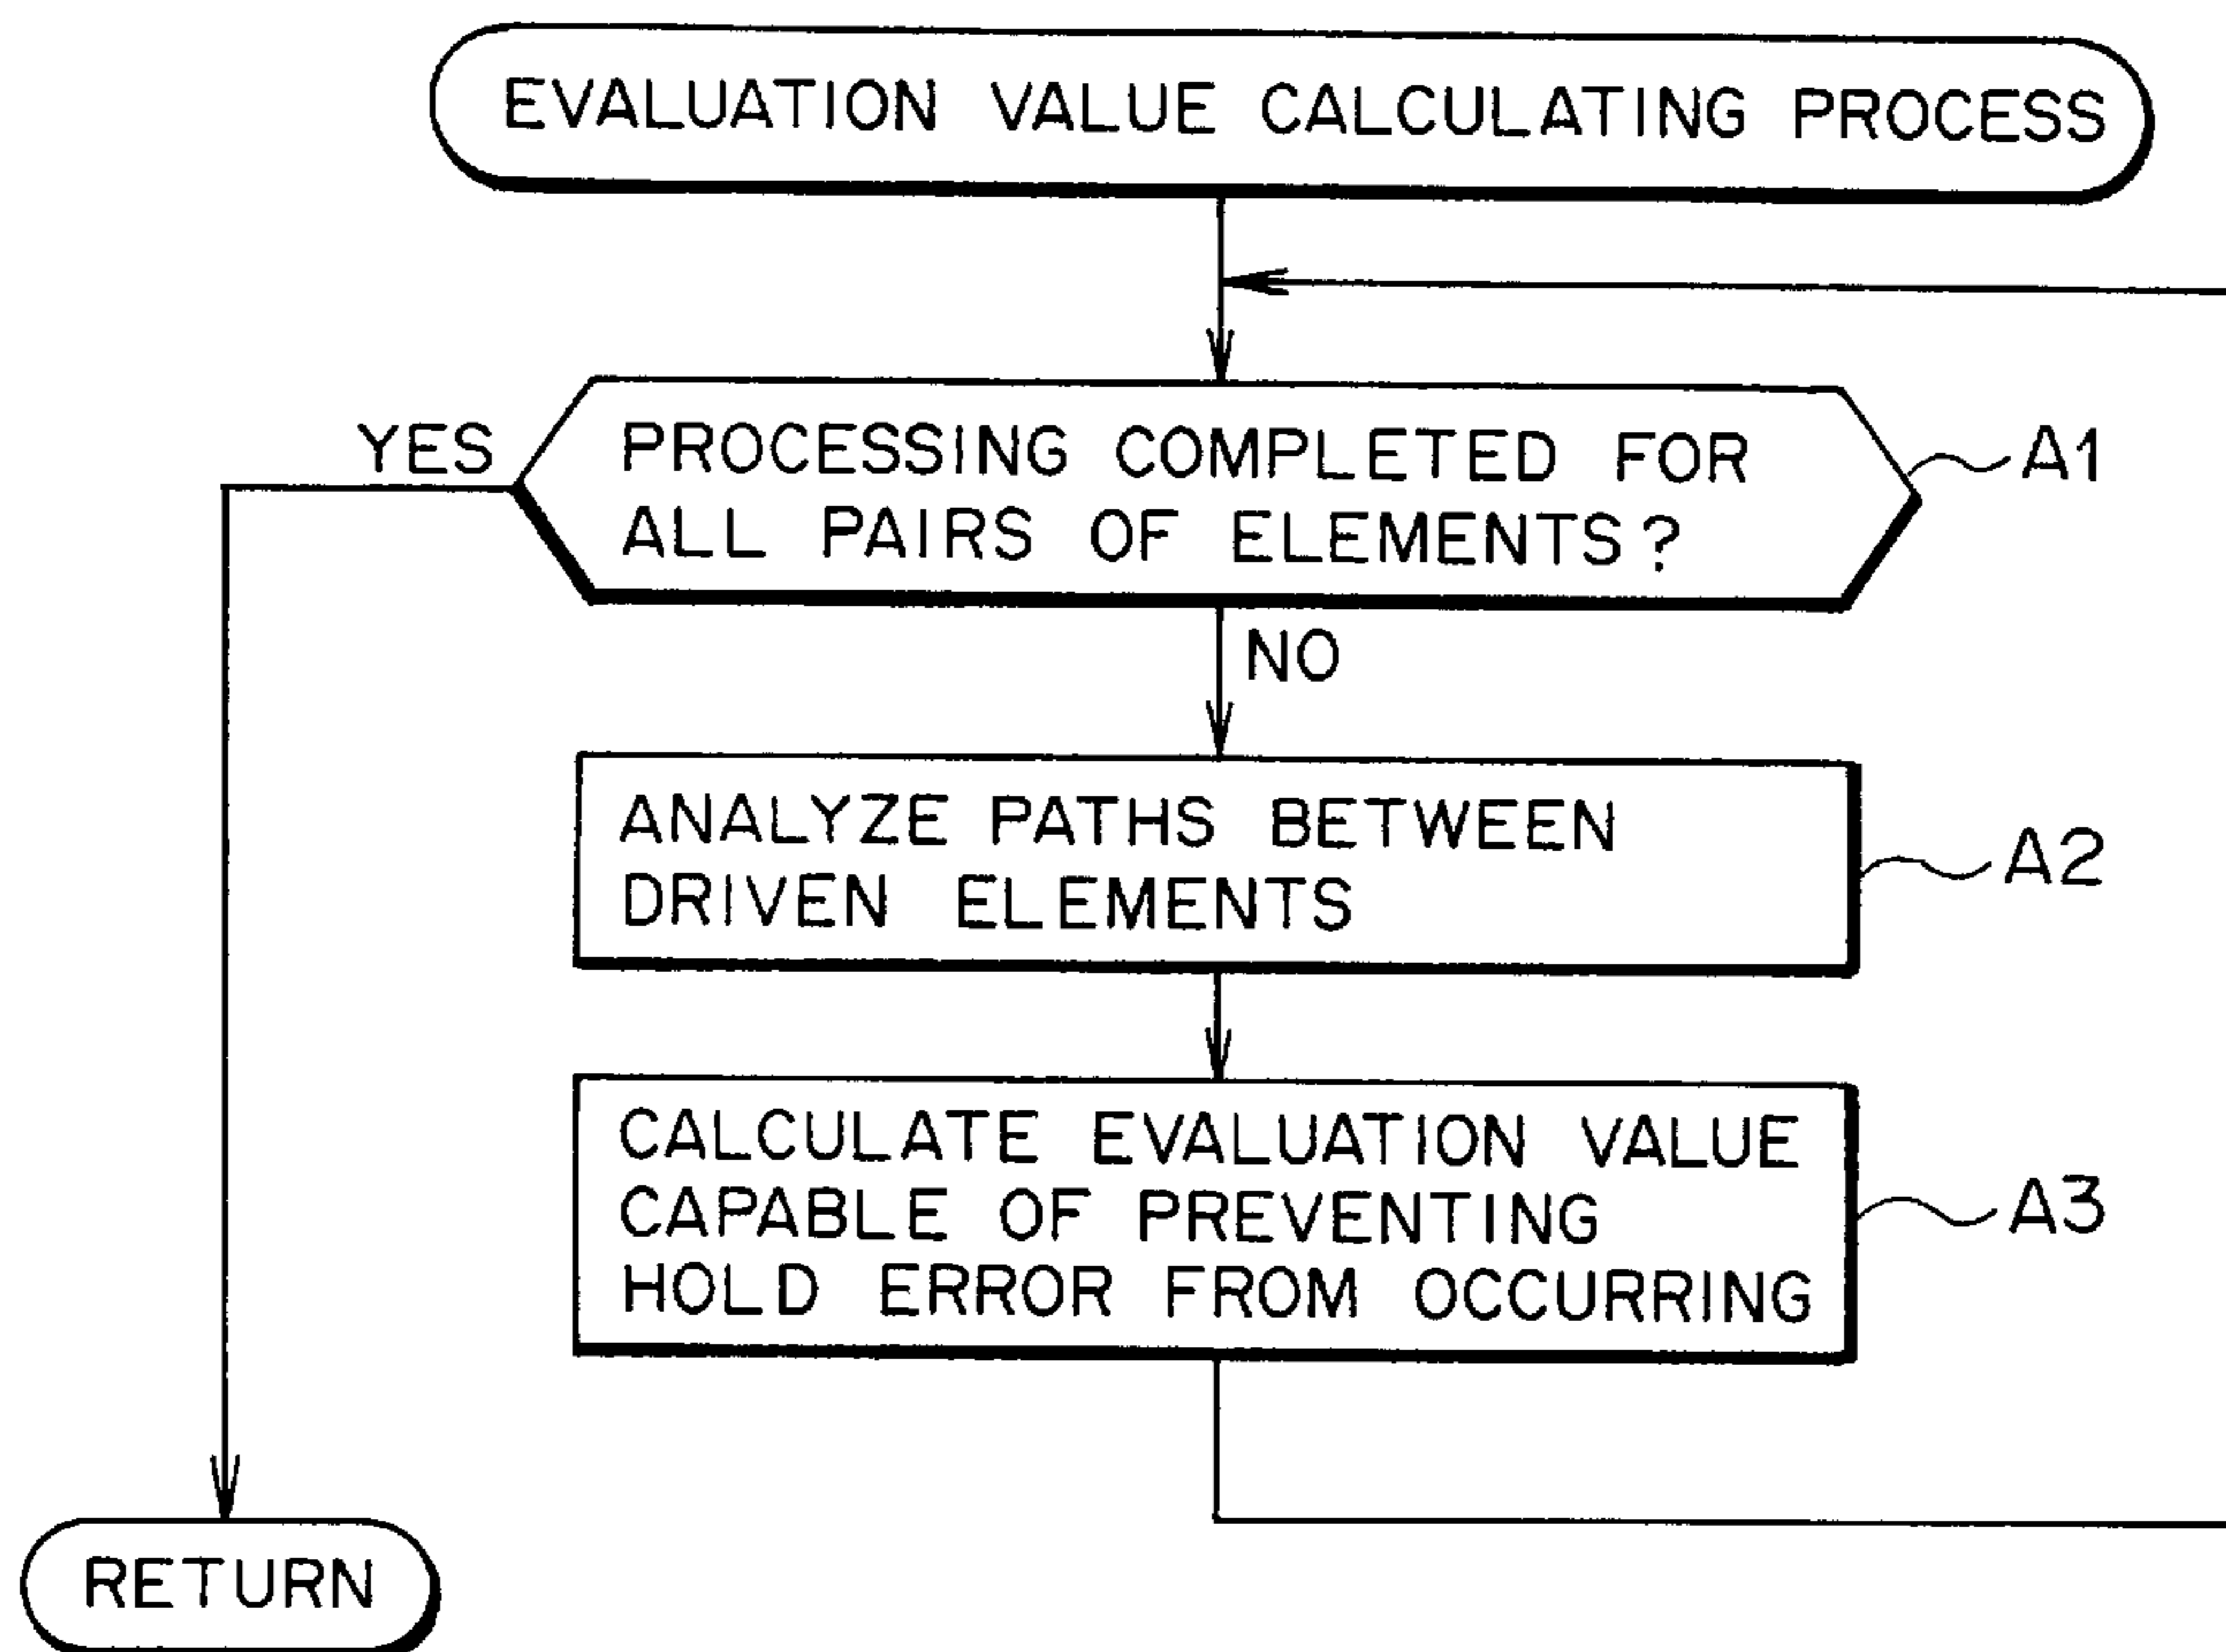 EVALUATION VALUE CALCULATING PROCESS
YES
PROCESSING COMPLETED FOR
ALL PAIRS OF ELEMENTS?
A1
NO
ANALYZE PATHS BETWEEN
DRIVEN ELEMENTS
A2
CALCULATE EVALUATION VALUE
CAPABLE OF PREVENTING
HOLD ERROR FROM OCCURRING
A3
RETURN